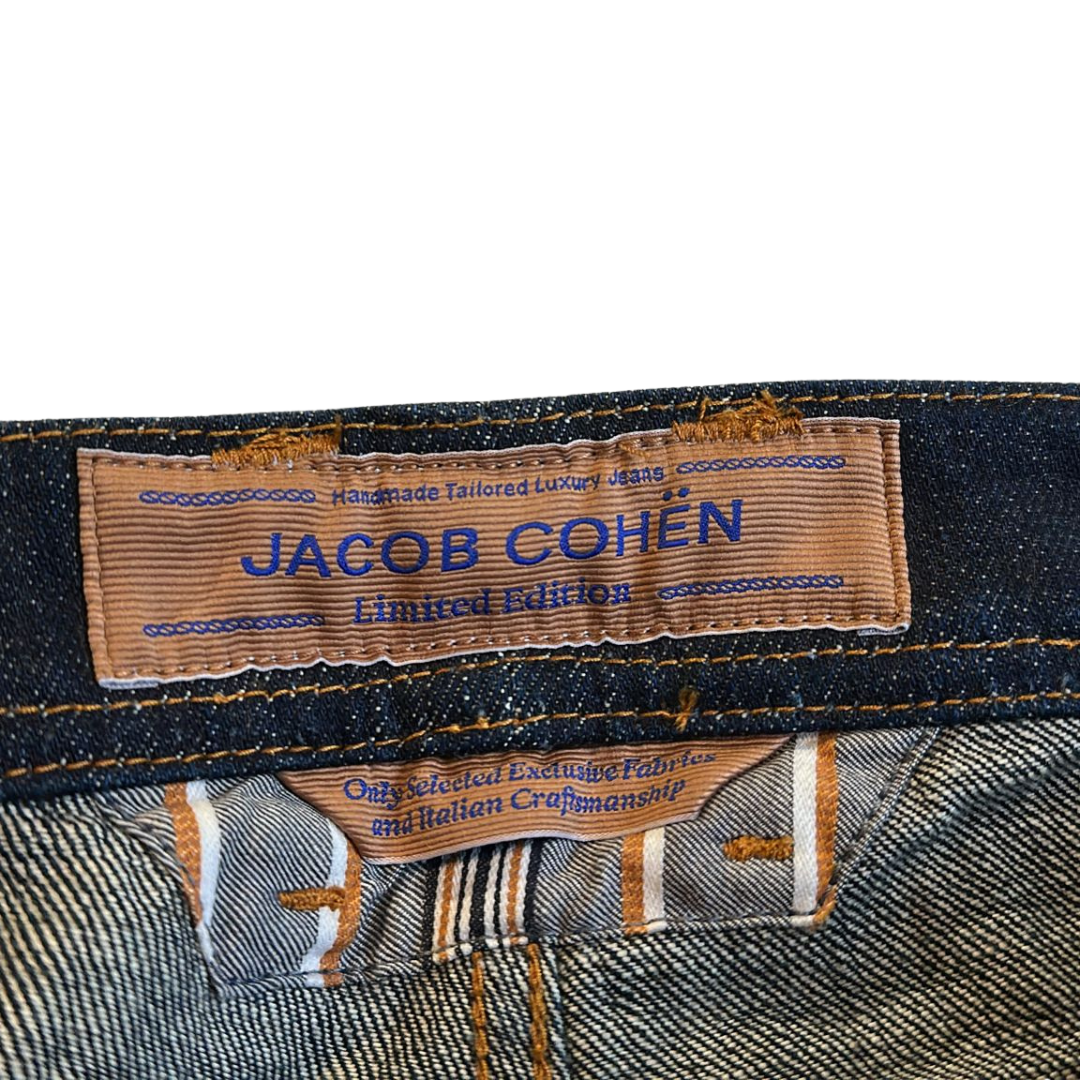 Handmade Tailored Luxury Jeans
JACOB COHËN
Limited Edition
Only Selected Exclusive Fabrics
and Italian Craftsmanship